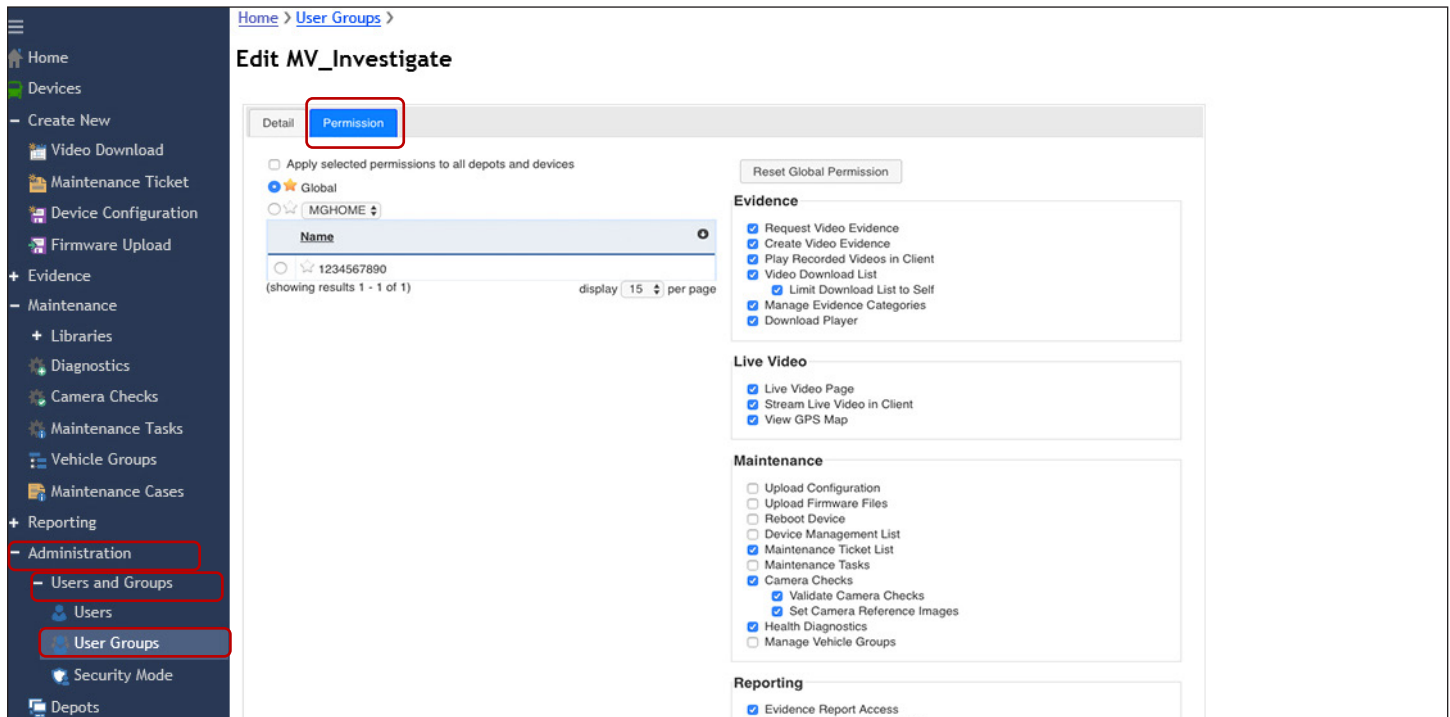 Home > User Groups >
Edit MV_Investigate
Home
Devices
Create New
Video Download
Maintenance Ticket
Device Configuration
Firmware Upload
Evidence
Maintenance
Libraries
Diagnostics
Camera Checks
Maintenance Tasks
Vehicle Groups
Maintenance Cases
Reporting
Administration
Users and Groups
Users
User Groups
Security Mode
Depots
Detail
Permission
Apply selected permissions to all depots and devices
Global
MGHOME
Name
1234567890
(showing results 1 - 1 of 1)
display 15 per page
Reset Global Permission
Evidence
Request Video Evidence
Create Video Evidence
Play Recorded Videos in Client
Video Download List
Limit Download List to Self
Manage Evidence Categories
Download Player
Live Video
Live Video Page
Stream Live Video in Client
View GPS Map
Maintenance
Upload Configuration
Upload Firmware Files
Reboot Device
Device Management List
Maintenance Ticket List
Maintenance Tasks
Camera Checks
Validate Camera Checks
Set Camera Reference Images
Health Diagnostics
Manage Vehicle Groups
Reporting
Evidence Report Access